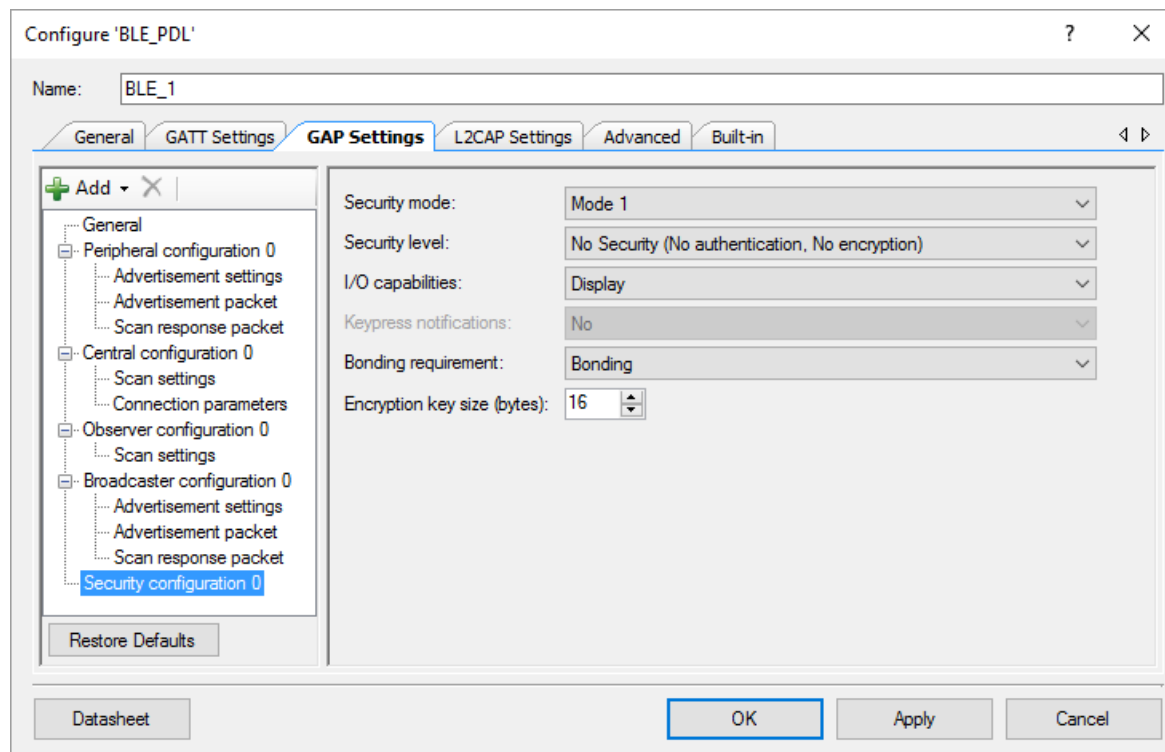 Configure 'BLE_PDL' ?
Name: BLE_1
General GATT Settings GAP Settings L2CAP Settings Advanced Built-in
Add
General
Peripheral configuration 0
Advertisement settings
Advertisement packet
Scan response packet
Central configuration 0
Scan settings
Connection parameters
Observer configuration 0
Scan settings
Broadcaster configuration 0
Advertisement settings
Advertisement packet
Scan response packet
Security configuration 0
Restore Defaults
Security mode: Mode 1
Security level: No Security (No authentication, No encryption)
I/O capabilities: Display
Keypress notifications: No
Bonding requirement: Bonding
Encryption key size (bytes): 16
Datasheet OK Apply Cancel